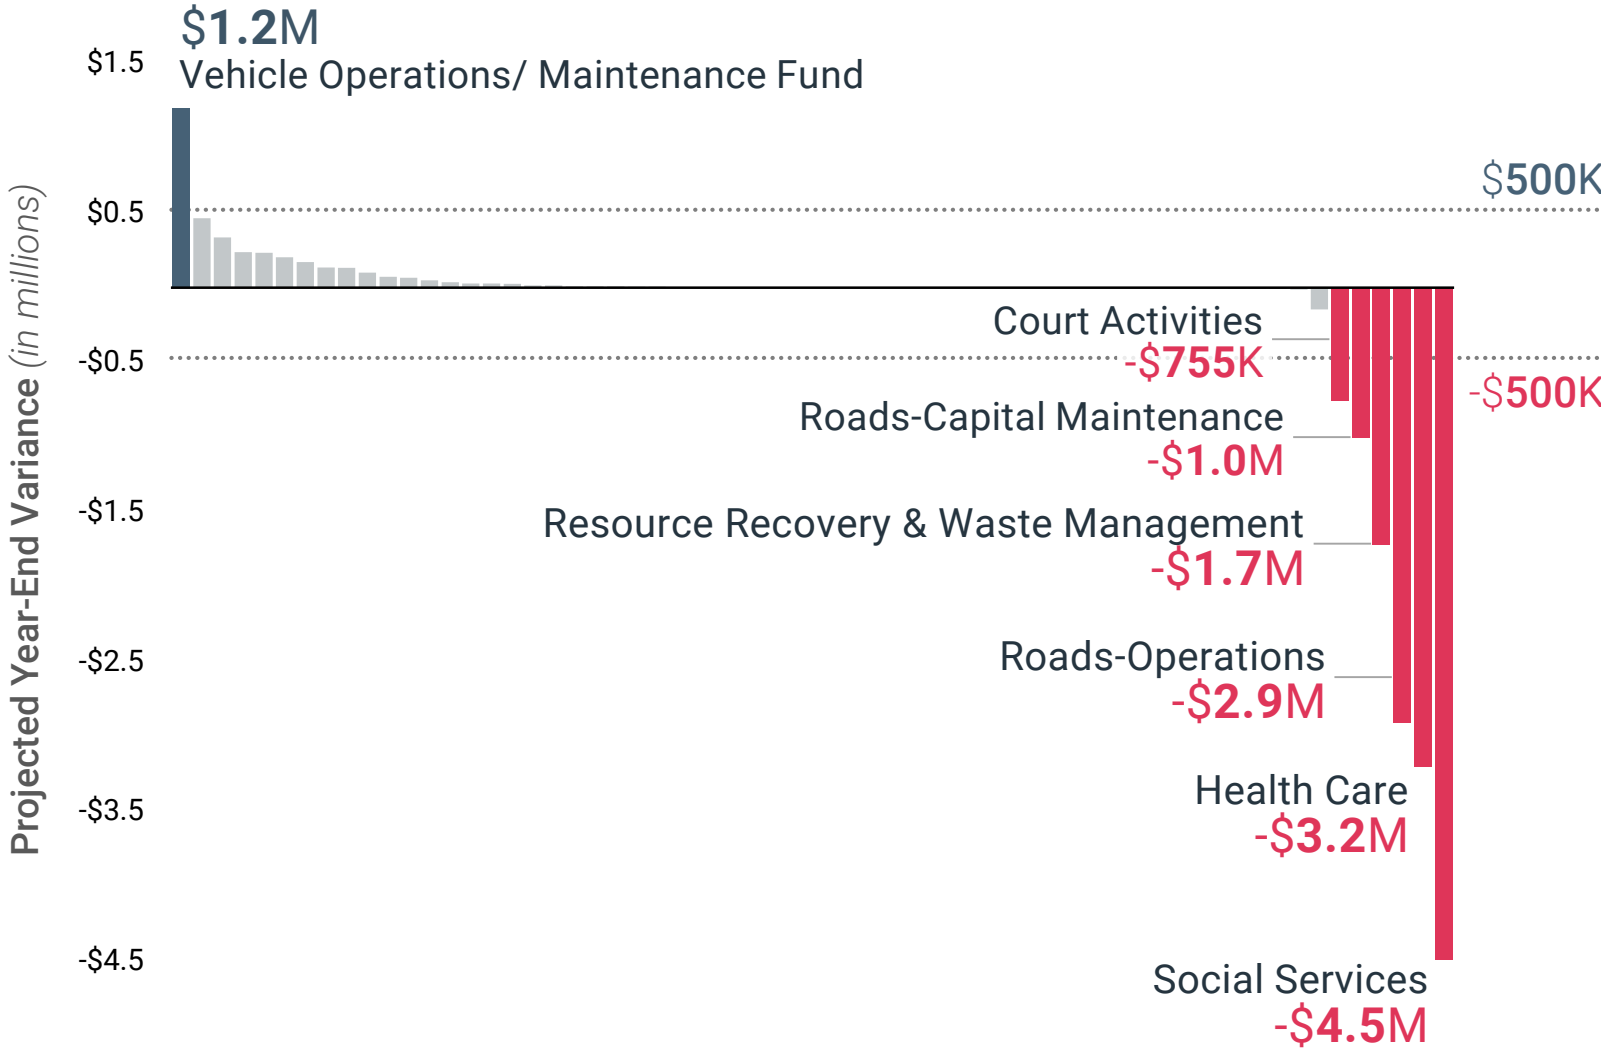 $1.2M
Vehicle Operations/ Maintenance Fund
$1.5
$500K
$0.5
Projected Year-End Variance (in millions)
Court Activities
-$755K
-$0.5
-$500K
Roads-Capital Maintenance
-$1.0M
-$1.5
Resource Recovery & Waste Management
-$1.7M
Roads-Operations
-$2.9M
-$2.5
Health Care
-$3.2M
-$3.5
-$4.5
Social Services
-$4.5M